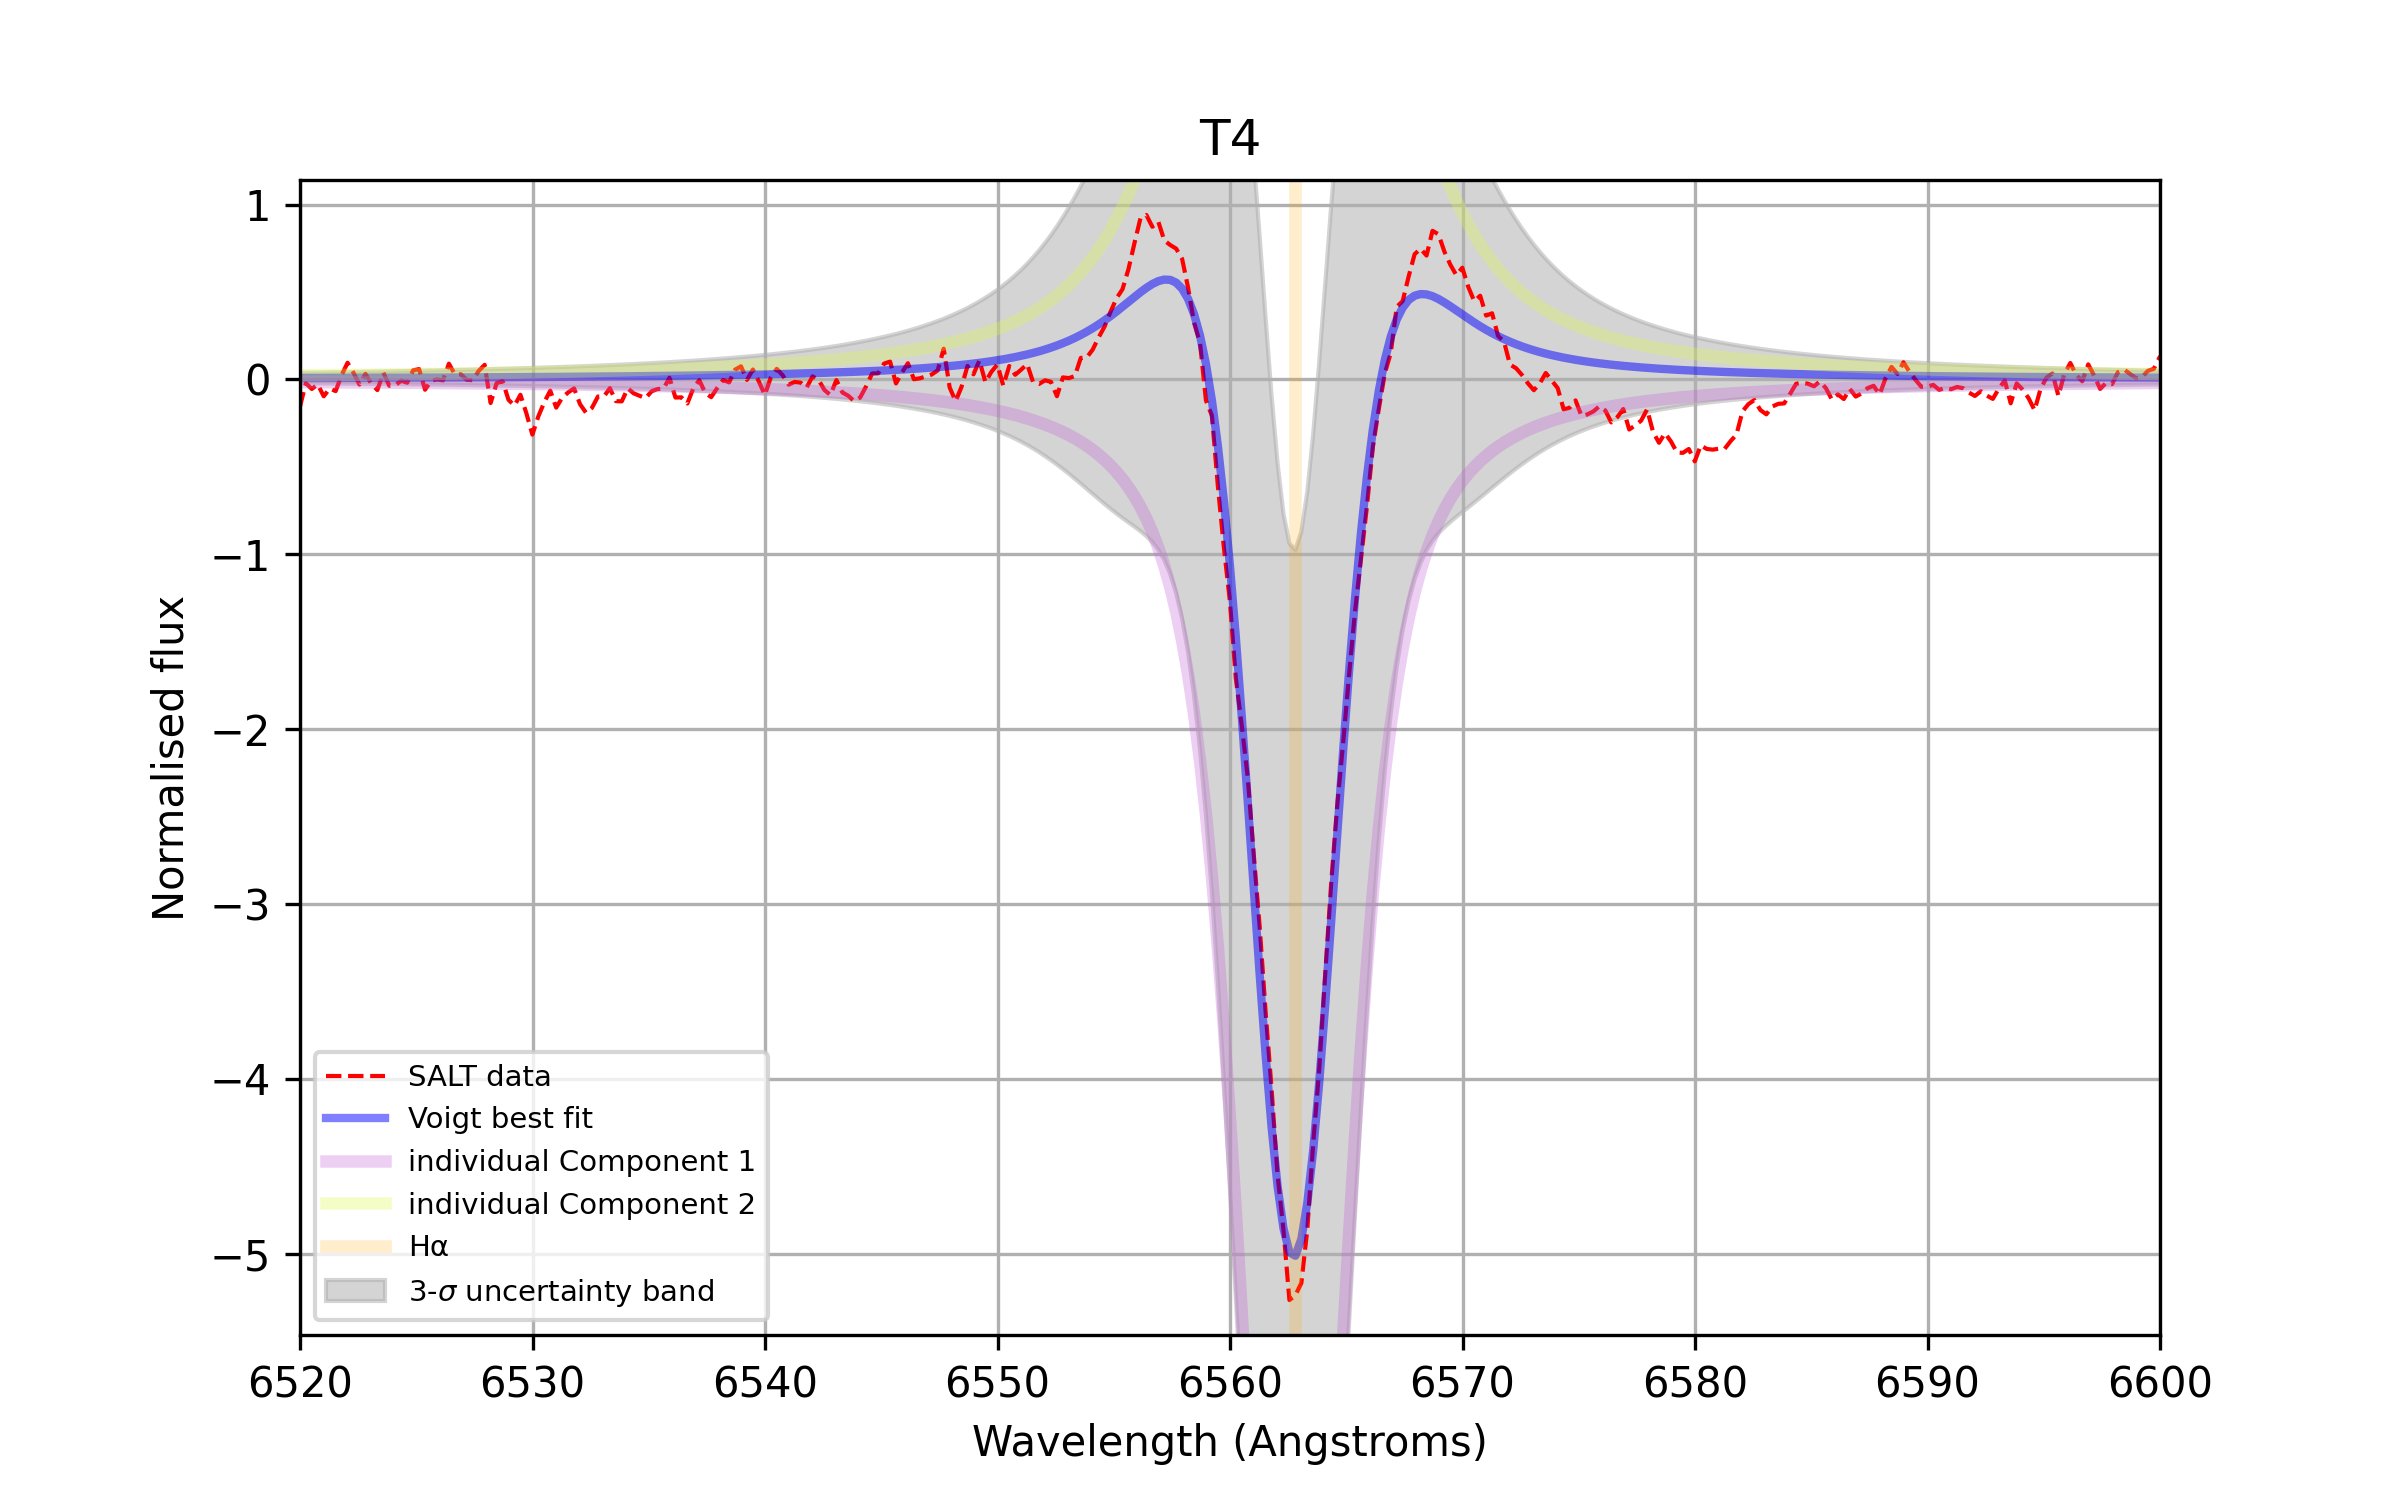 T4
1
0
−1
−2
−3
−4
−5
Normalised flux
SALT data
Voigt best fit
individual Component 1
individual Component 2
Hα
3-σ uncertainty band
6520 6530 6540 6550 6560 6570 6580 6590 6600
Wavelength (Angstroms)